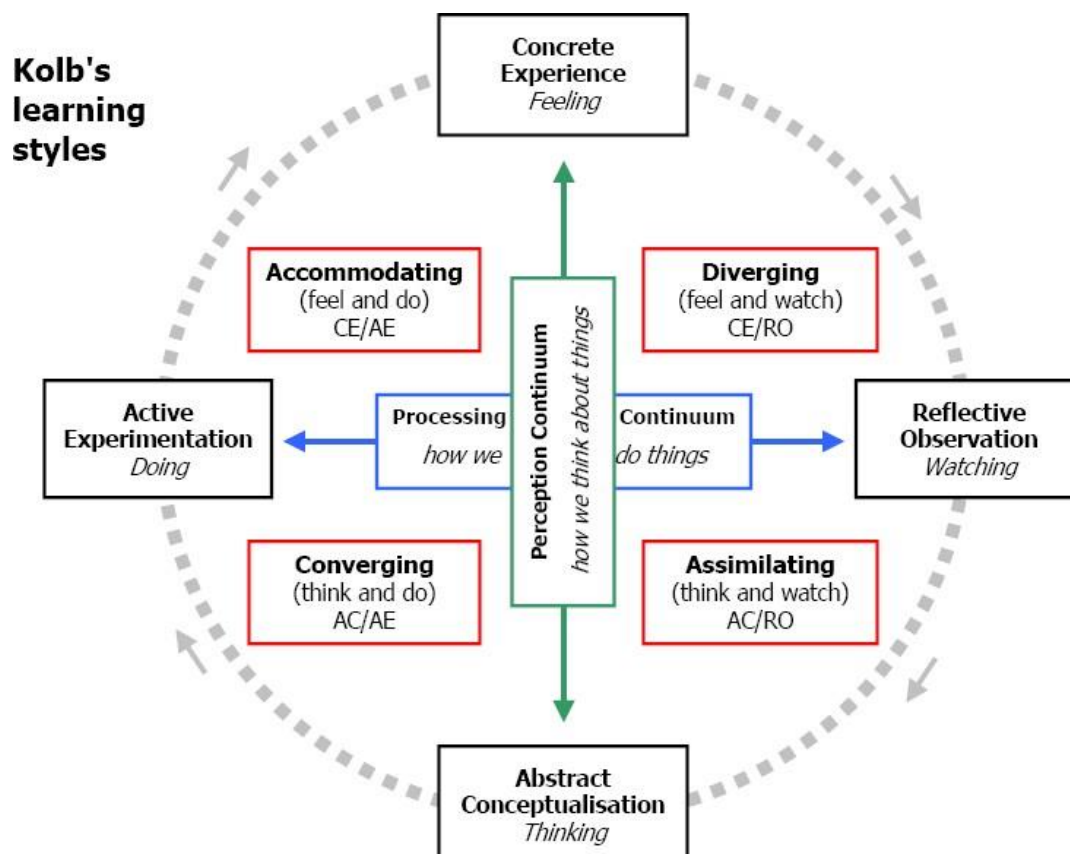 Kolb's
learning
styles
Concrete
Experience
Feeling
Accommodating
(feel and do)
CE/AE
Diverging
(feel and watch)
CE/RO
Perception Continuum
how we think about things
Active
Experimentation
Doing
Processing Continuum
how we do things
Reflective
Observation
Watching
Converging
(think and do)
AC/AE
Assimilating
(think and watch)
AC/RO
Abstract
Conceptualisation
Thinking